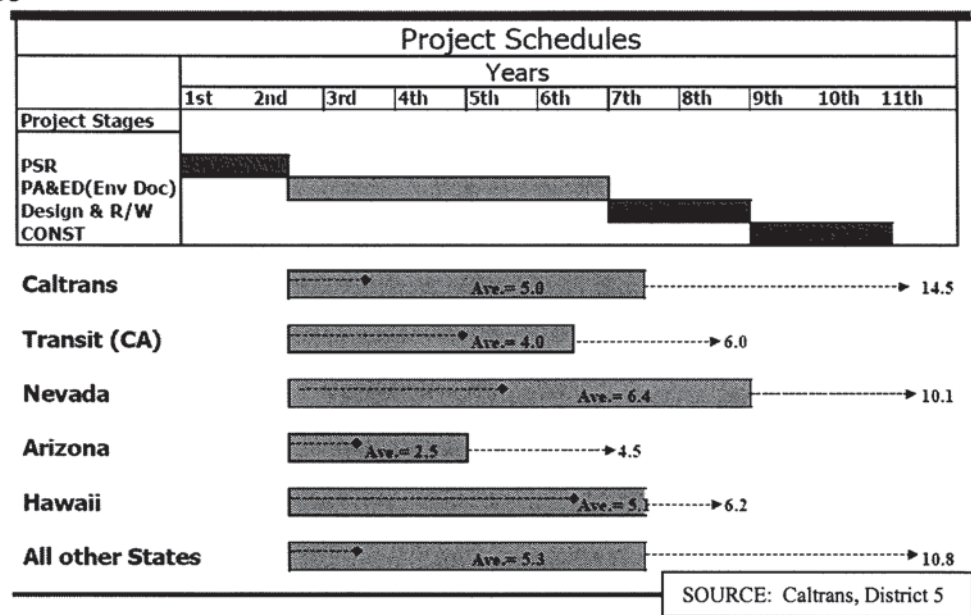 Project Schedules
Years
1st 2nd 3rd 4th 5th 6th 7th 8th 9th 10th 11th
Project Stages
PSR
PA&ED(Env Doc)
Design & R/W
CONST
Caltrans Ave.= 5.0 14.5
Transit (CA) Ave.= 4.0 6.0
Nevada Ave.= 6.4 10.1
Arizona Ave.= 2.5 4.5
Hawaii Ave.= 5.1 6.2
All other States Ave.= 5.3 10.8
SOURCE: Caltrans, District 5